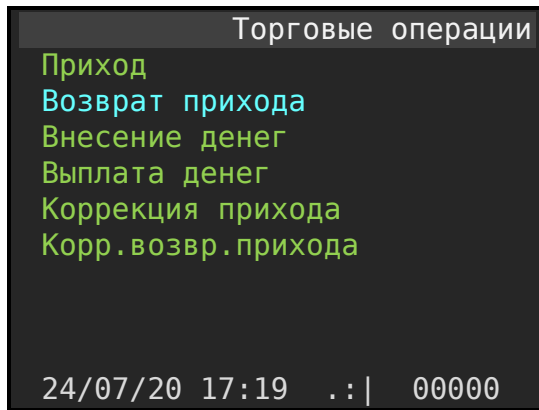 Торговые операции
Приход
Возврат прихода
Внесение денег
Выплата денег
Коррекция прихода
Корр.возвр.прихода
24/07/20 17:19 .:| 00000